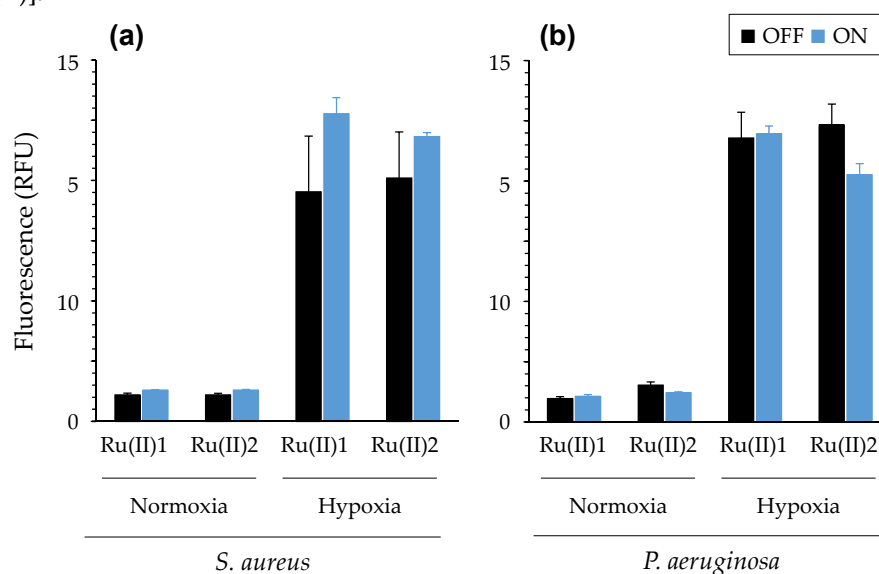 )],
(a)
(b)
OFF ON
Fluorescence (RFU)
15
5
10
0
15
5
10
0
Ru(II)1 Ru(II)2 Ru(II)1 Ru(II)2
Normoxia Hypoxia
S. aureus
Ru(II)1 Ru(II)2 Ru(II)1 Ru(II)2
Normoxia Hypoxia
P. aeruginosa